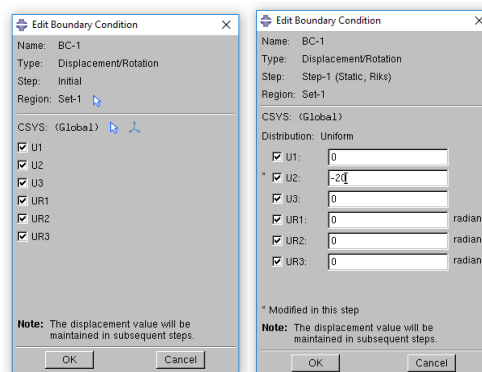 Edit Boundary Condition
Name: BC-1
Type: Displacement/Rotation
Step: Initial
Region: Set-1
CSYS: (Global)
U1
U2
U3
UR1
UR2
UR3
Note: The displacement value will be
maintained in subsequent steps.
OK Cancel
Edit Boundary Condition
Name: BC-1
Type: Displacement/Rotation
Step: Step-1 (Static, Riks)
Region: Set-1
CSYS: (Global)
Distribution: Uniform
U1: 0
* U2: -20
U3: 0
UR1: 0 radian
UR2: 0 radian
UR3: 0 radian
* Modified in this step
Note: The displacement value will be
maintained in subsequent steps.
OK Cancel